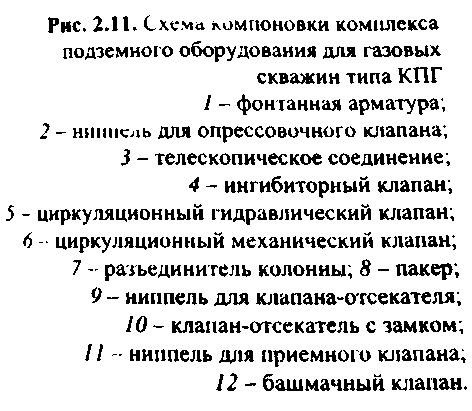 Рис. 2.11. Схема компоновки комплекса
подземного оборудования для газовых
скважин типа КПГ
1 – фонтанная арматура;
2 – ниппель для опрессовочного клапана;
3 – телескопическое соединение;
4 – ингибиторный клапан;
5 - циркуляционный гидравлический клапан;
6 - циркуляционный механический клапан;
7 - разъединитель колонны; 8 – пакер;
9 – ниппель для клапана-отсекателя;
10 – клапан-отсекатель с замком;
11 - ниппель для приемного клапана;
12 – башмачный клапан.